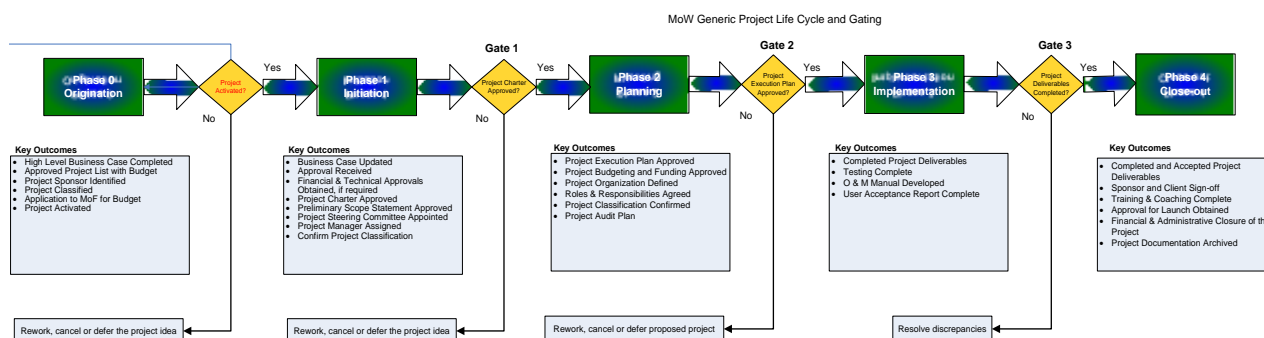 MoW Generic Project Life Cycle and Gating
Phase 0
Origination
Project
Activated?
Yes
No
Phase 1
Initiation
Gate 1
Project Charter
Approved?
Yes
No
Phase 2
Planning
Gate 2
Project
Execution Plan
Approved?
Yes
No
Phase 3
Implementation
Gate 3
Project
Deliverables
Completed?
Yes
No
Phase 4
Close-out
Key Outcomes
• High Level Business Case Completed
• Approved Project List with Budget
• Project Sponsor Identified
• Project Classified
• Application to MoF for Budget
• Project Activated
Key Outcomes
• Business Case Updated
• Approval Received
• Financial & Technical Approvals
Obtained, if required
• Project Charter Approved
• Preliminary Scope Statement Approved
• Project Steering Committee Appointed
• Project Manager Assigned
• Confirm Project Classification
Key Outcomes
• Project Execution Plan Approved
• Project Budgeting and Funding Approved
• Project Organization Defined
• Roles & Responsibilities Agreed
• Project Classification Confirmed
• Project Audit Plan
Key Outcomes
• Completed Project Deliverables
• Testing Complete
• O & M Manual Developed
• User Acceptance Report Complete
Key Outcomes
• Completed and Accepted Project
Deliverables
• Sponsor and Client Sign-off
• Training & Coaching Complete
• Approval for Launch Obtained
• Financial & Administrative Closure of th
Project
• Project Documentation Archived
Rework, cancel or defer the project idea
Rework, cancel or defer the project idea
Rework, cancel or defer proposed project
Resolve discrepancies